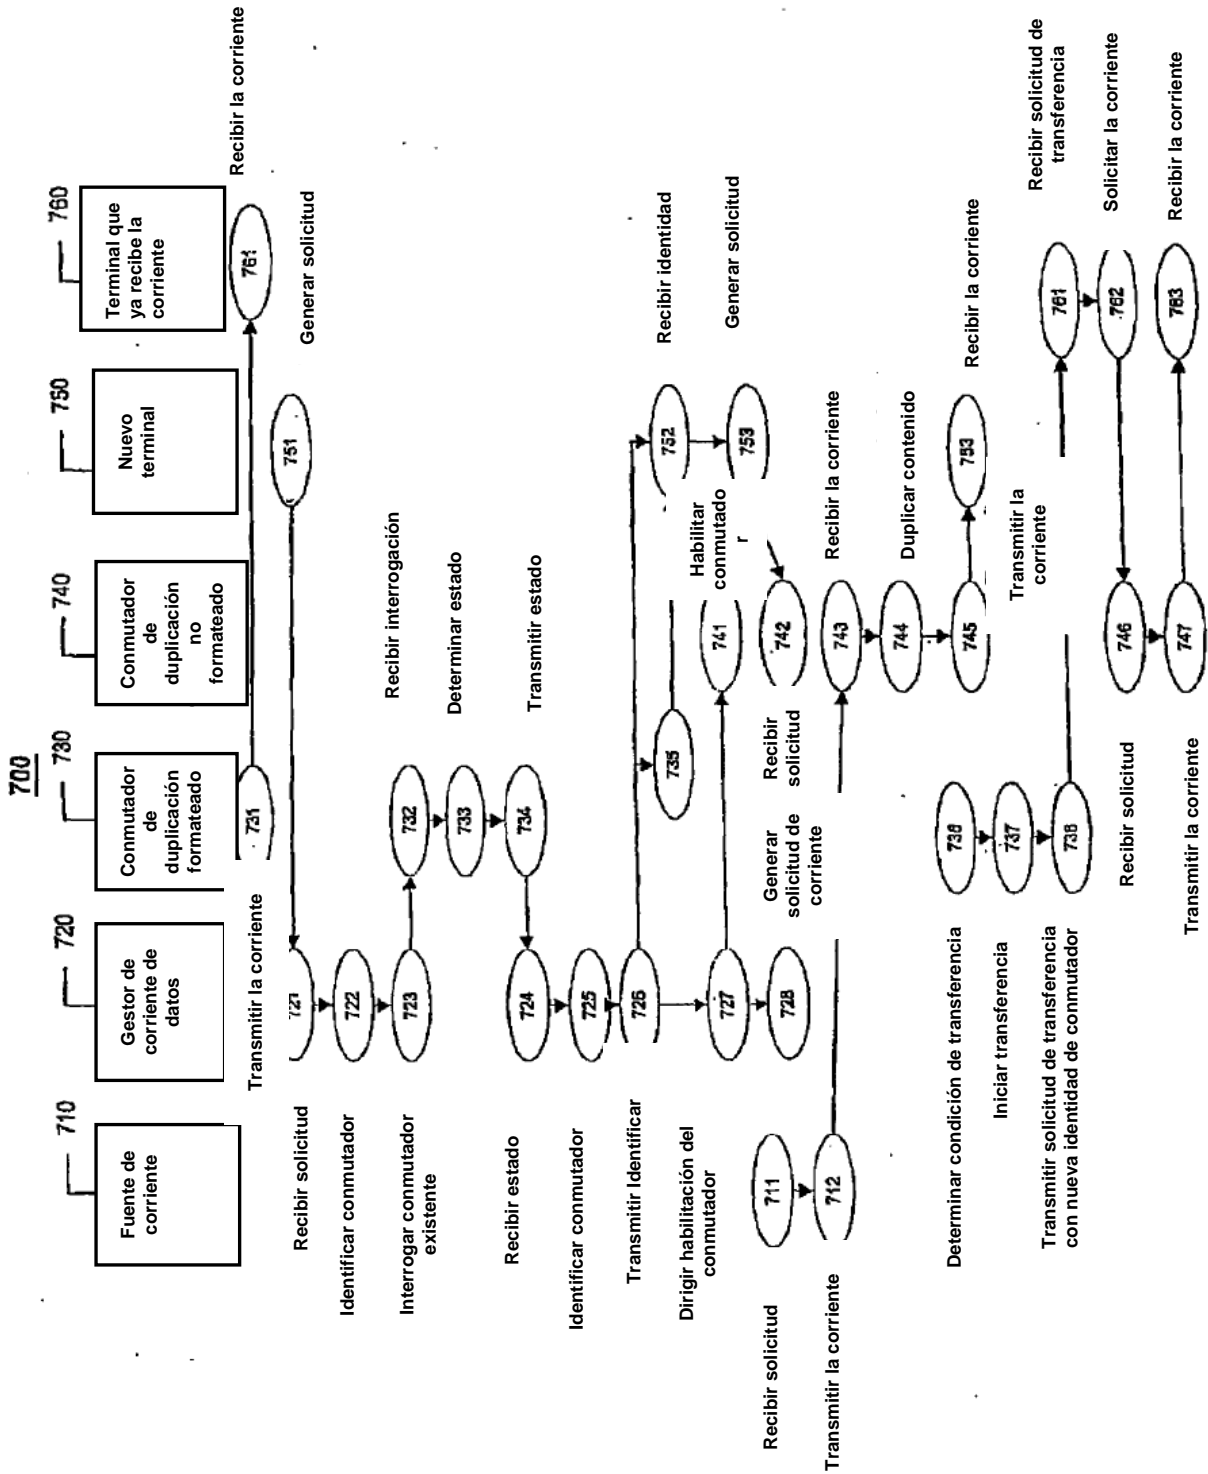 700
710
720
730
740
750
760
Fuente de
corriente
Gestor de
corriente de
datos
Conmutador
de
duplicación
formateado
Conmutador
de
duplicación
no
formateado
Nuevo
terminal
Terminal que
ya recibe la
corriente
Transmitir la corriente
731
761
Recibir la corriente
Recibir solicitud
721
751
Generar solicitud
Identificar conmutador
722
Interrogar conmutador
existente
723
732
Recibir interrogación
733
Determinar estado
Recibir estado
724
734
Transmitir estado
Identificar conmutador
725
Transmitir Identificar
726
735
752
Recibir identidad
Dirigir habilitación del
conmutador
727
741
Habilitar
conmutado
r
753
Generar solicitud
Recibir solicitud
711
728
Generar
solicitud de
corriente
Recibir
solicitud
742
Transmitir la corriente
712
743
Recibir la corriente
744
Duplicar contenido
745
753
Recibir la corriente
Transmitir la
corriente
Determinar condición de transferencia
736
Iniciar transferencia
737
Transmitir solicitud de transferencia
con nueva identidad de conmutador
738
761
Recibir solicitud de
transferencia
Recibir solicitud
746
762
Solicitar la corriente
Transmitir la corriente
747
763
Recibir la corriente